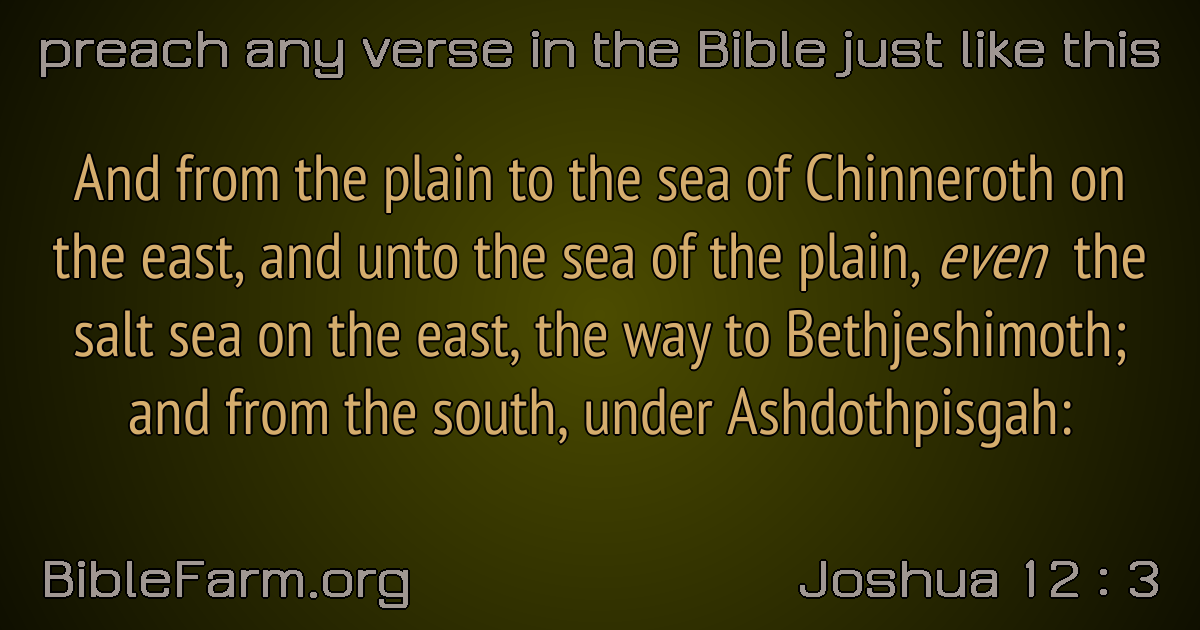 preach any verse in the Bible just like this
And from the plain to the sea of Chinneroth on
the east, and unto the sea of the plain, even the
salt sea on the east, the way to Bethjeshimoth;
and from the south, under Ashdothpisgah:
BibleFarm.org
Joshua 12 : 3